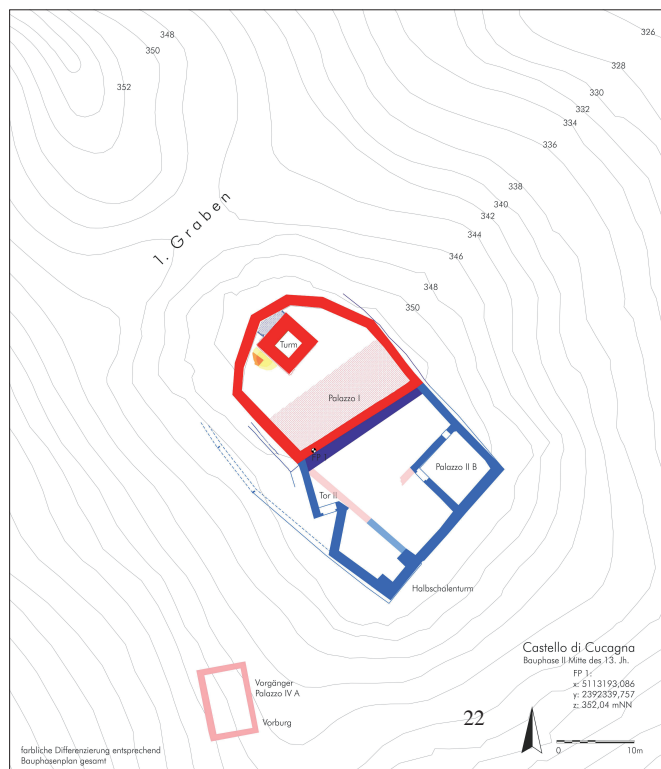 348
350
352
326
328
330
332
334
336
338
340
342
344
346
348
350
1. Graben
Turm
Palazzo I
Palazzo II B
Tor II
Halbschalenturm
Vorgänger
Palazzo IV A
Vorburg
Castello di Cucagna
Bauphase II Mitte des 13. Jh.
FP 1:
x: 5113193,086
y: 2392339,757
z: 352,04 mNN
22
0 10m
farbliche Differenzierung entsprechend
Bauphasenplan gesamt